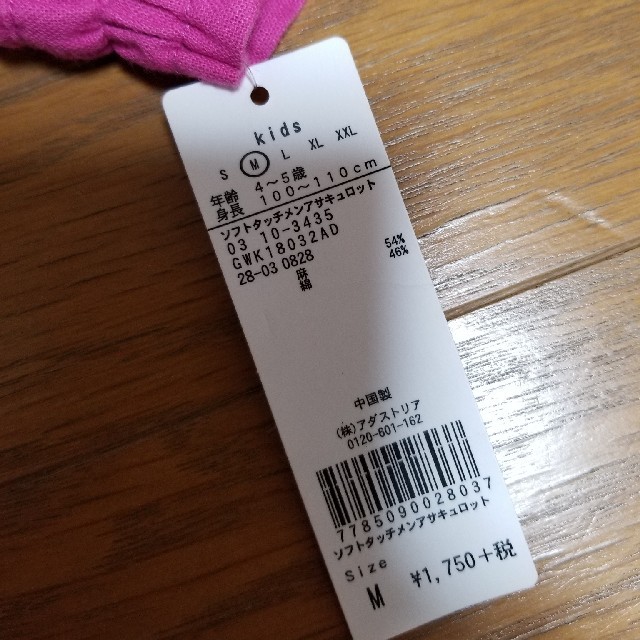 kids
S M L XL XXL
年齢 4~5歳
身長 100~110cm
ソフトタッチメンアサキュロット
03 10-3435
GWK18032AD
28-03 0828
麻 54%
綿 46%
中国製
(株)アダストリア
0120-601-162
7785090028037
ソフトタッチメンアサキュロット
Size
M ¥1,750+税